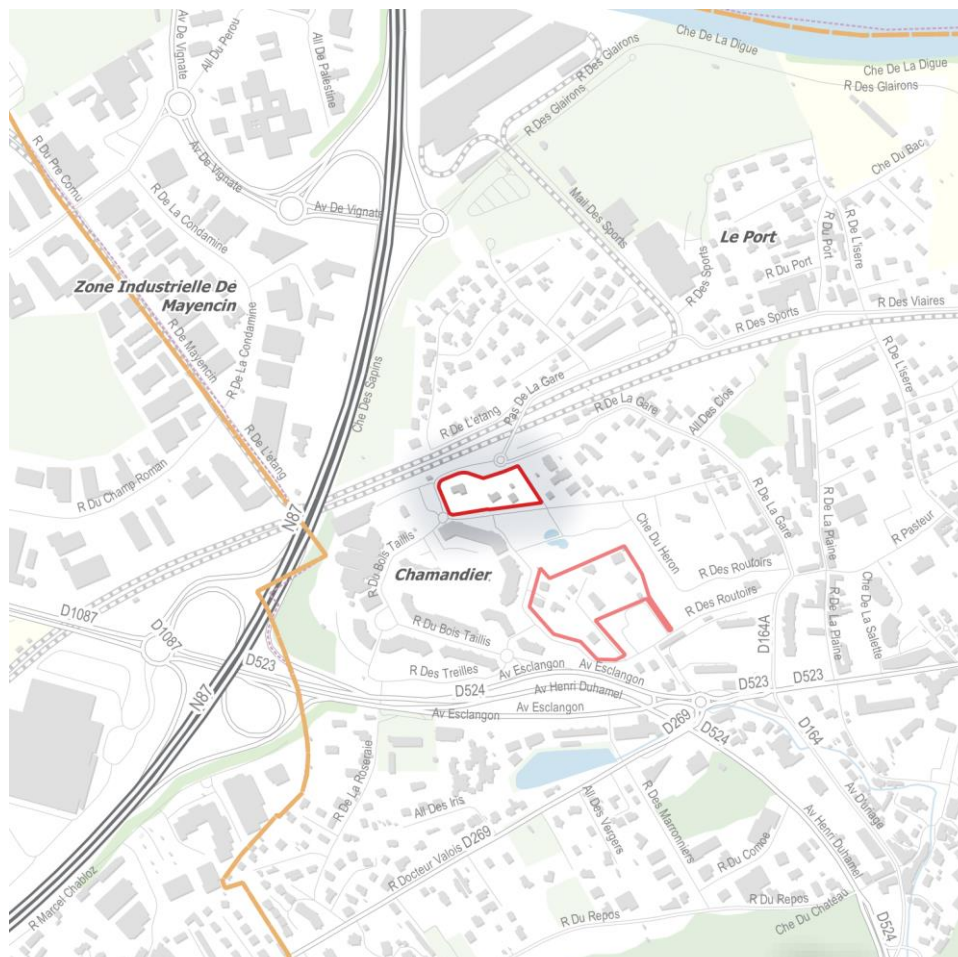 Av De Vignate
All Du Perou
All De Palestine
R Des Glairons
Che De La Digue
Che De La Digue
R Des Glairons
R Des Glairons
R Du Pre Cornu
Av De Vignate
Av De Vignate
R De La Condamine
Mail Des Sports
Che Du Bac
Le Port
R Du Port
R De L'isere
R Du Port
R Des Sports
Zone Industrielle De
Mayencin
R De La Condamine
R De Mayencin
R Des Sports
R Des Viaires
R De L'isere
Che Des Sapins
Pas De La Gare
R De L'etang
R De La Gare
All Des Clos
R De L'etang
R Du Champ-Roman
N87
R De La Gare
R De La Plaine
R Pasteur
R Du Bois Taillis
Chamandier
Che Du Heron
R Des Routoirs
R Des Routoirs
Che De La Salette
R De La Plaine
D1087
D1087
R Du Bois Taillis
D164A
D523
R Des Treilles
Av Esclangon
Av Esclangon
D524
Av Henri Duhamel
D523
D523
N87
Av Esclangon
Av Esclangon
D269
D524
D164
R De La Roseraie
All Des Iris
All Des Vergers
R Des Marronniers
Av D'uriage
Av Henri Duhamel
R Docteur Valois
D269
R Du Comoe
R Marcel Chabloz
R Du Repos
R Du Repos
Che Du Chateau
D524